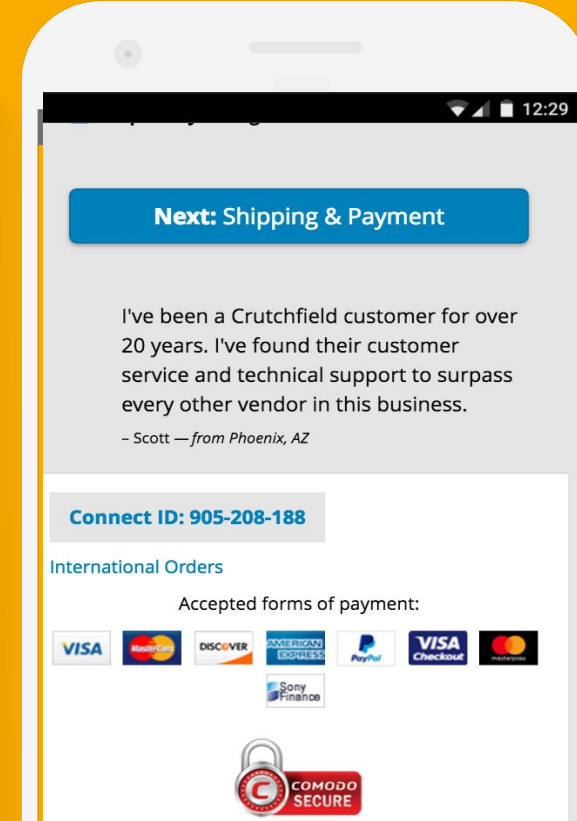 12:29
Next: Shipping & Payment
I've been a Crutchfield customer for over
20 years. I've found their customer
service and technical support to surpass
every other vendor in this business.
– Scott — from Phoenix, AZ
Connect ID: 905-208-188
International Orders
Accepted forms of payment:
VISA MasterCard DISCOVER AMERICAN EXPRESS PayPal VISA Checkout masterpass
Sony Finance
C COMODO
SECURE